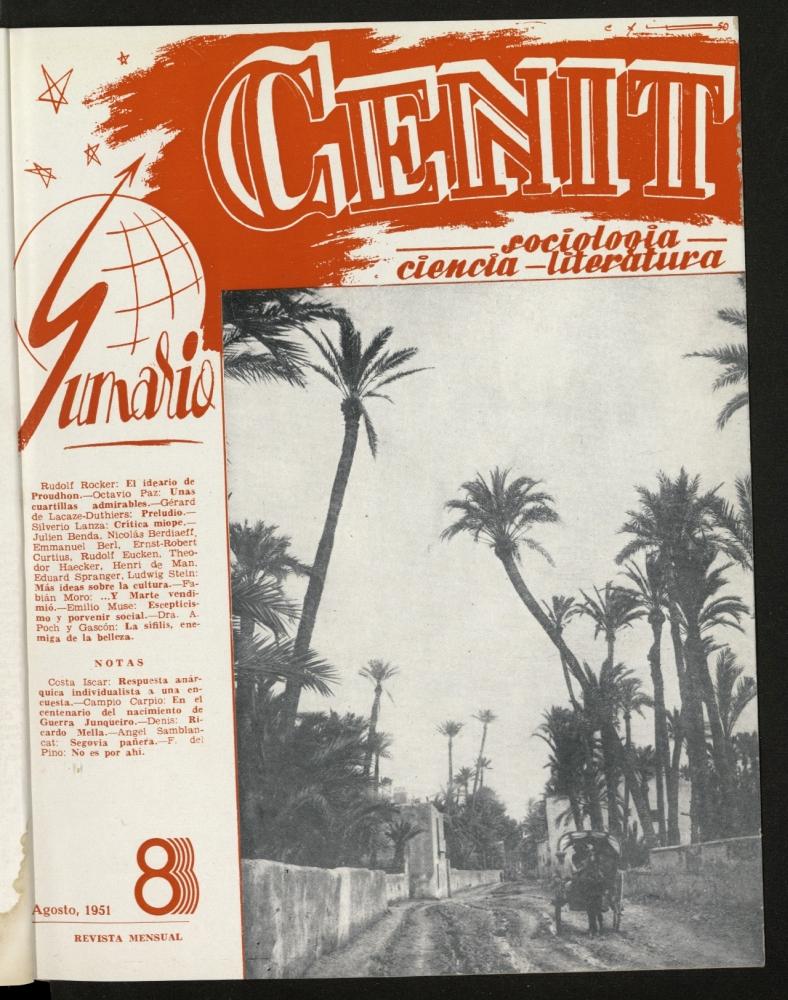 CENIT
sociologia
ciencia - literatura
Sumario
Rudolf Rocker: El ideario de
Proudhon.—Octavio Paz: Unas
cuartillas admirables.—Gérard
de Lacaze-Duthiers: Preludio.—
Silverio Lanza: Crítica miope.—
Julien Benda, Nicolás Berdiaeff,
Emmanuel Berl, Ernst-Robert
Curtius, Rudolf Eucken, Theo-
dor Haecker, Henri de Man,
Eduard Spranger, Ludwig Stein:
Más ideas sobre la cultura.—Fa-
bián Moro: ...Y Marte vendi-
mió.—Emilio Muse: Escepticis-
mo y porvenir social.—Dra. A.
Poch y Gascón: La sífilis, ene-
miga de la belleza.
NOTAS
Costa Iscar: Respuesta anár-
quica individualista a una en-
cuesta.—Campio Carpio: En el
centenario del nacimiento de
Guerra Junqueiro.—Denis: Ri-
cardo Mella.—Angel Samblan-
cat: Segovia pañera.—F. del
Pino: No es por ahí.
8
Agosto, 1951
REVISTA MENSUAL